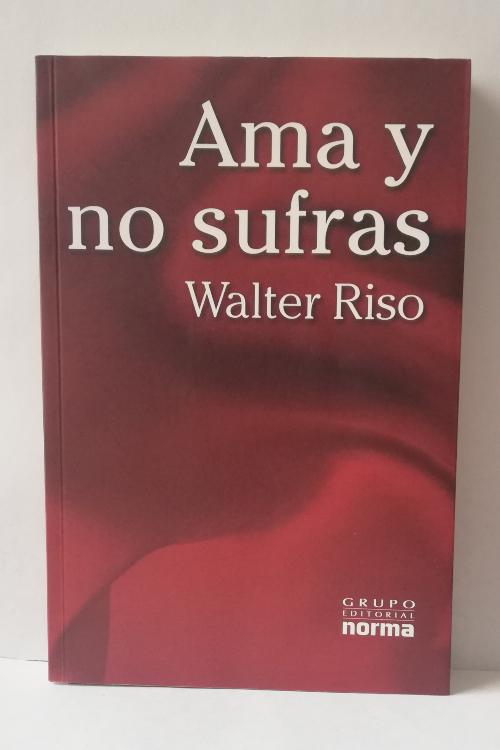 Ama y
no sufras
Walter Riso
GRUPO
EDITORIAL
norma